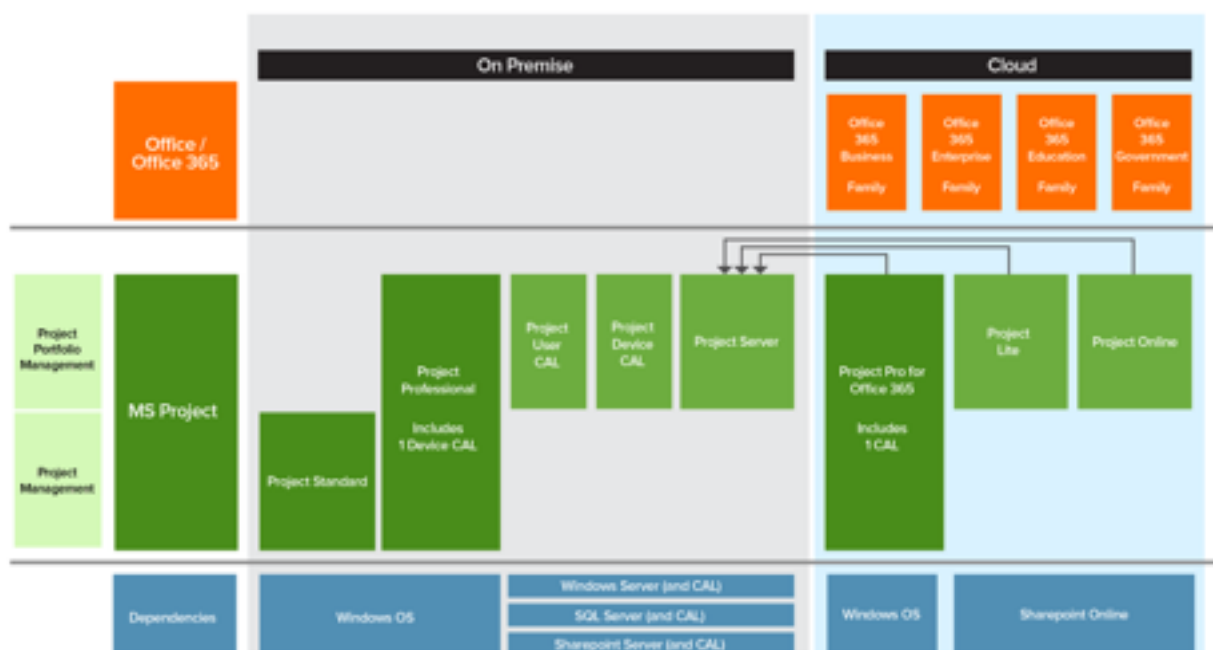 On Premise
Cloud
Office /
Office 365
Office
365
Business
Family
Office
365
Enterprise
Family
Office
365
Education
Family
Office
365
Government
Family
Project
Portfolio
Management
Project
Management
MS Project
Project Standard
Project
Professional
Includes
1 Device CAL
Project
User
CAL
Project
Device
CAL
Project Server
Project Pro for
Office 365
Includes
1 CAL
Project
Lite
Project Online
Dependencies
Windows OS
Windows Server (and CAL)
SQL Server (and CAL)
Sharepoint Server (and CAL)
Windows OS
Sharepoint Online